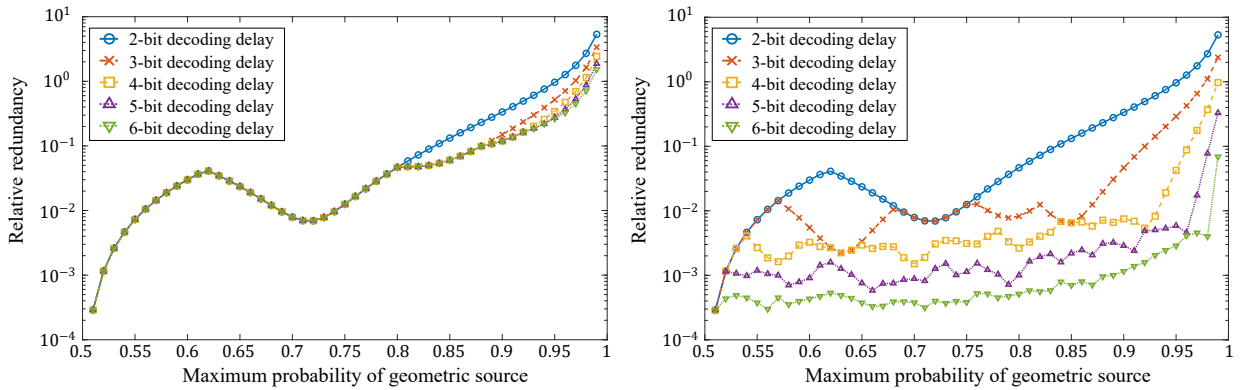 Relative redundancy
10^1
10^0
10^-1
10^-2
10^-3
10^-4
2-bit decoding delay
3-bit decoding delay
4-bit decoding delay
5-bit decoding delay
6-bit decoding delay
0.5 0.55 0.6 0.65 0.7 0.75 0.8 0.85 0.9 0.95 1
Maximum probability of geometric source
Relative redundancy
10^1
10^0
10^-1
10^-2
10^-3
10^-4
2-bit decoding delay
3-bit decoding delay
4-bit decoding delay
5-bit decoding delay
6-bit decoding delay
0.5 0.55 0.6 0.65 0.7 0.75 0.8 0.85 0.9 0.95 1
Maximum probability of geometric source